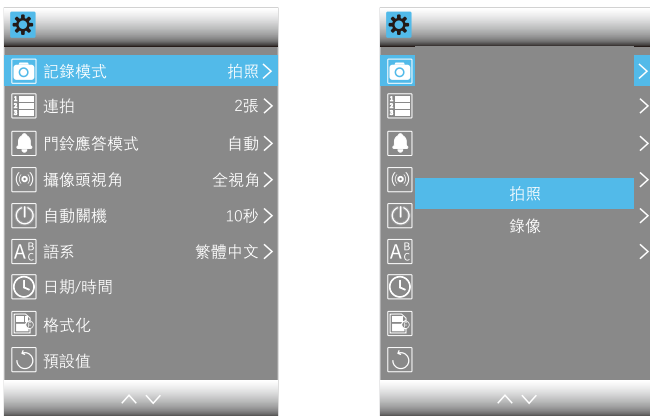 記錄模式 拍照
連拍 2張
門鈴應答模式 自動
攝像頭視角 全視角
自動關機 10秒
語系 繁體中文
日期/時間
格式化
預設值
拍照
錄像